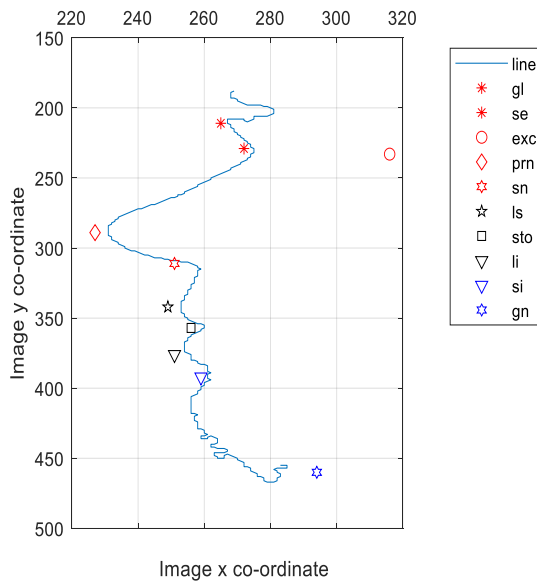 220 240 260 280 300 320
150
200
250
300
350
400
450
500
Image y co-ordinate
Image x co-ordinate
line
gl
se
exc
prn
sn
ls
sto
li
si
gn